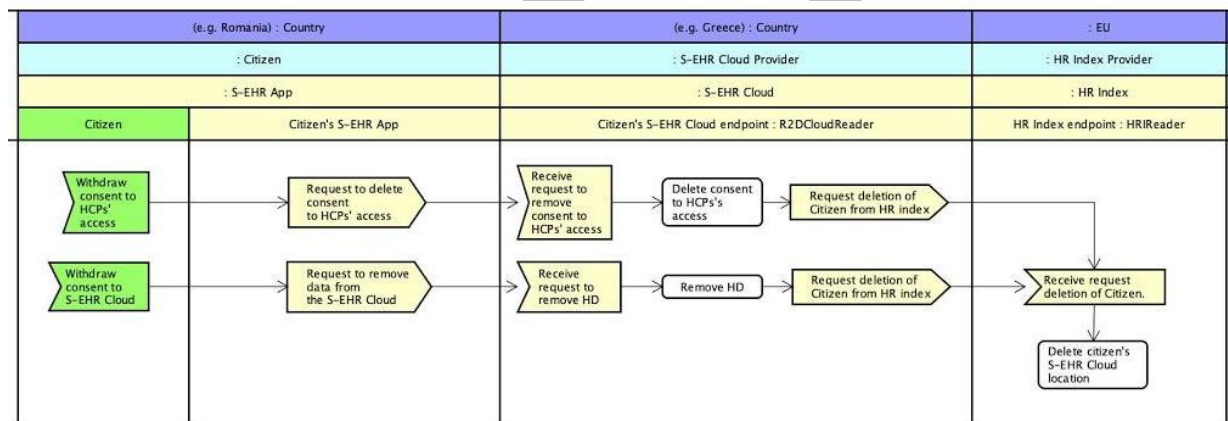 (e.g. Romania) : Country
(e.g. Greece) : Country
: EU
: Citizen
: S-EHR Cloud Provider
: HR Index Provider
: S-EHR App
: S-EHR Cloud
: HR Index
Citizen
Citizen's S-EHR App
Citizen's S-EHR Cloud endpoint : R2DCloudReader
HR Index endpoint : HRIReader
Withdraw
consent to
HCPs'
access
Request to delete
consent
to HCPs' access
Receive
request to
remove
consent to
HCPs' access
Delete consent
to HCPs's
access
Request deletion of
Citizen from HR index
Withdraw
consent to
S-EHR Cloud
Request to remove
data from
the S-EHR Cloud
Receive
request to
remove HD
Remove HD
Request deletion of
Citizen from HR index
Receive request
deletion of Citizen.
Delete citizen's
S-EHR Cloud
location